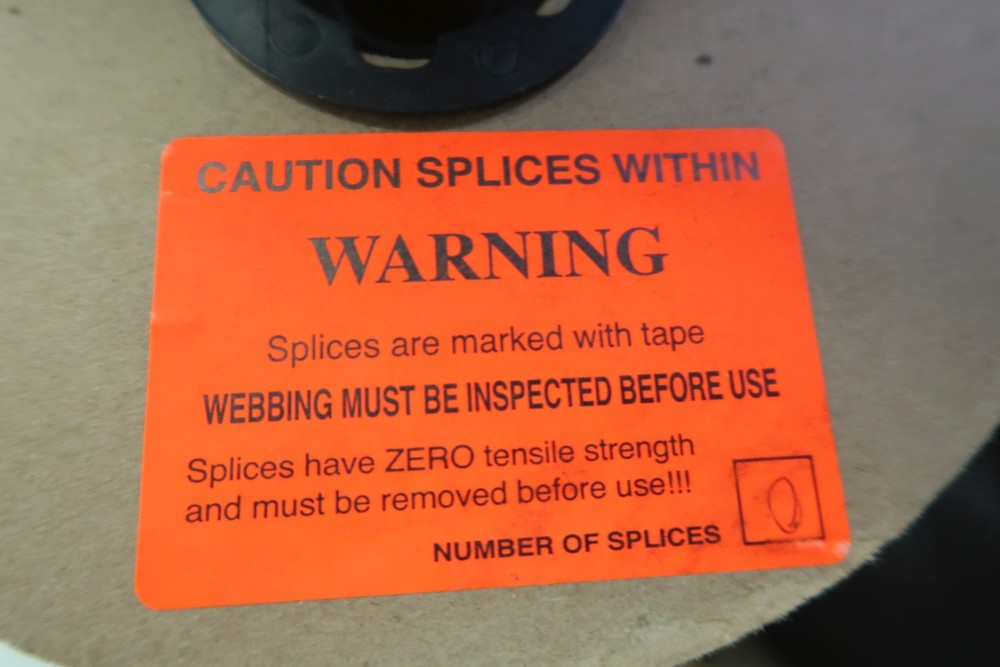 CAUTION SPLICES WITHIN
WARNING
Splices are marked with tape
WEBBING MUST BE INSPECTED BEFORE USE
Splices have ZERO tensile strength
and must be removed before use!!!
NUMBER OF SPLICES 0